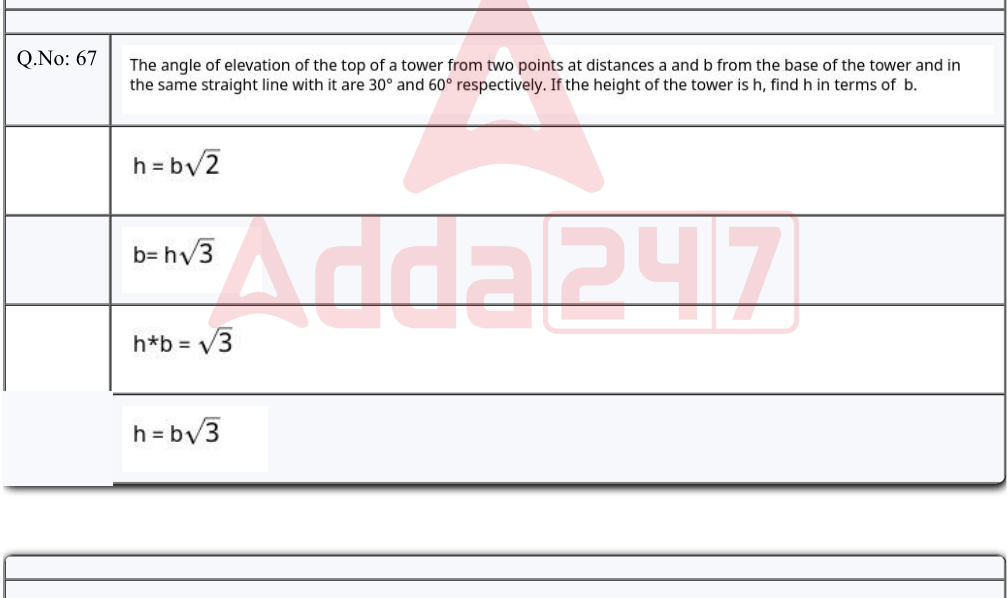 Q.No: 67
The angle of elevation of the top of a tower from two points at distances a and b from the base of the tower and in
the same straight line with it are 30° and 60° respectively. If the height of the tower is h, find h in terms of b.
h = b√2
b= h√3
h*b = √3
h = b√3
Adda247